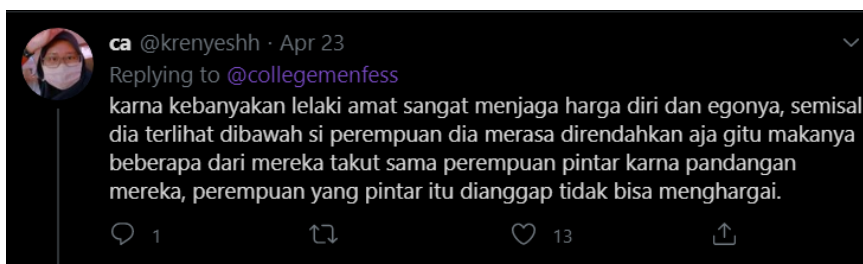 ca @krenyeshh · Apr 23
Replying to @collegemenfess
karna kebanyakan lelaki amat sangat menjaga harga diri dan egonya, semisal
dia terlihat dibawah si perempuan dia merasa direndahkan aja gitu makanya
beberapa dari mereka takut sama perempuan pintar karna pandangan
mereka, perempuan yang pintar itu dianggap tidak bisa menghargai.
1 13